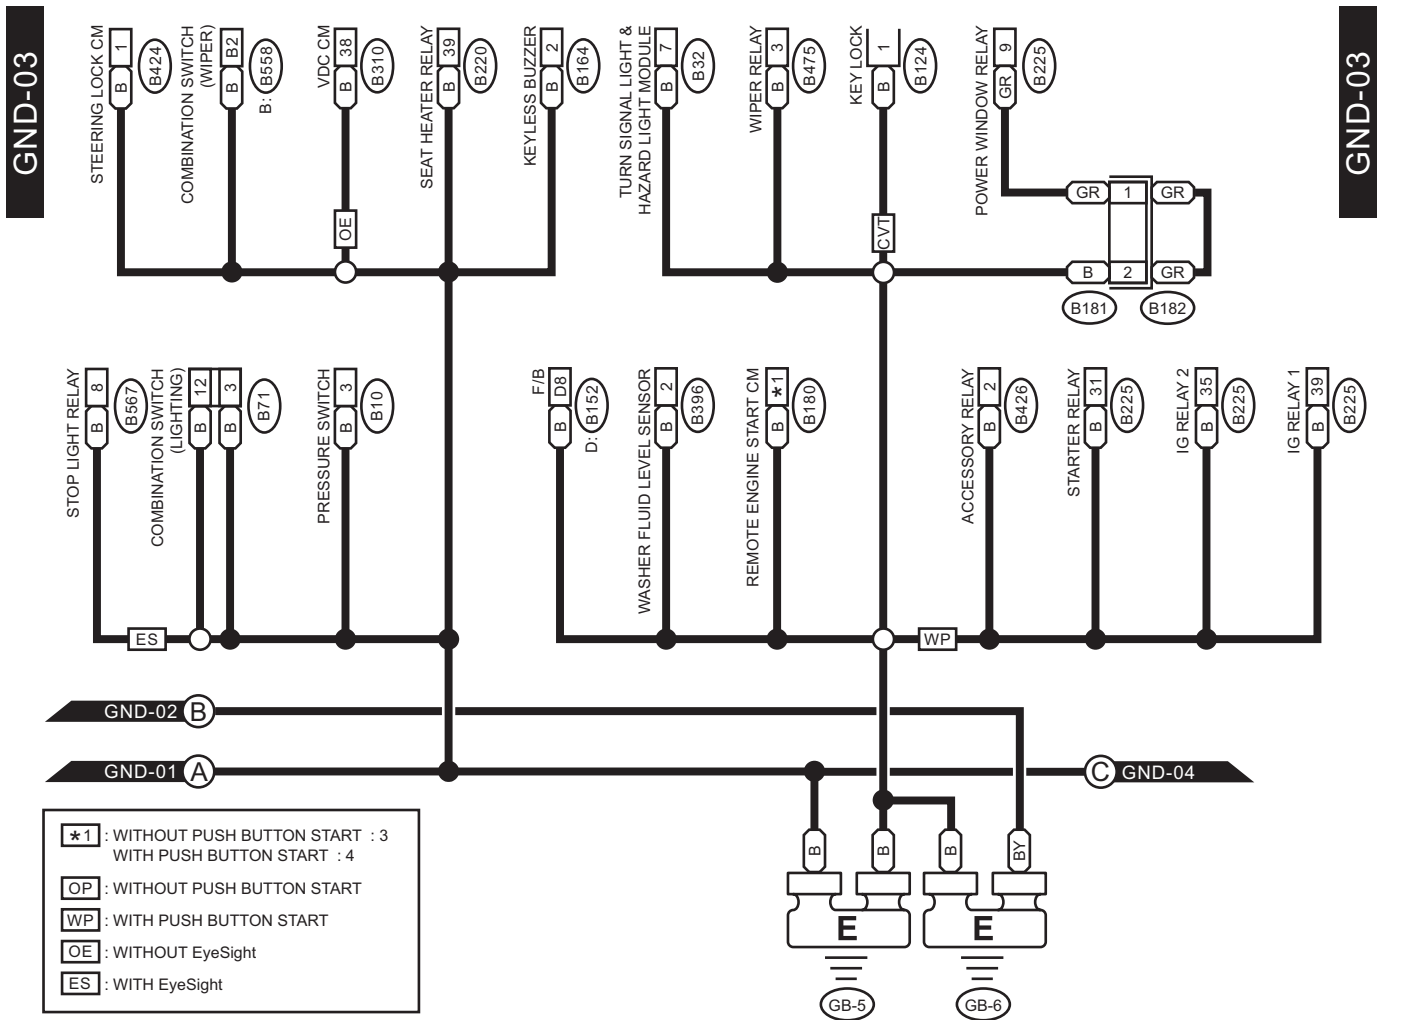 GND-03
GND-03
STEERING LOCK CM
1
B
B424
COMBINATION SWITCH
(WIPER)
B2
B
B: B558
VDC CM
38
B
B310
OE
SEAT HEATER RELAY
39
B
B220
KEYLESS BUZZER
2
B
B164
TURN SIGNAL LIGHT &
HAZARD LIGHT MODULE
7
B
B32
WIPER RELAY
3
B
B475
KEY LOCK
1
B
B124
CVT
POWER WINDOW RELAY
9
GR
B225
GR 1 GR
B 2 GR
B181 B182
STOP LIGHT RELAY
8
B
B567
COMBINATION SWITCH
(LIGHTING)
12
B
3
B
B71
PRESSURE SWITCH
3
B
B10
F/B
D8
B
D: B152
WASHER FLUID LEVEL SENSOR
2
B
B396
REMOTE ENGINE START CM
*1
B
B180
ACCESSORY RELAY
2
B
B426
STARTER RELAY
31
B
B225
IG RELAY 2
35
B
B225
IG RELAY 1
39
B
B225
ES
WP
GND-02 B
GND-01 A
C GND-04
B
B
B
BY
E
E
GB-5
GB-6
*1 : WITHOUT PUSH BUTTON START : 3
WITH PUSH BUTTON START : 4
OP : WITHOUT PUSH BUTTON START
WP : WITH PUSH BUTTON START
OE : WITHOUT EyeSight
ES : WITH EyeSight